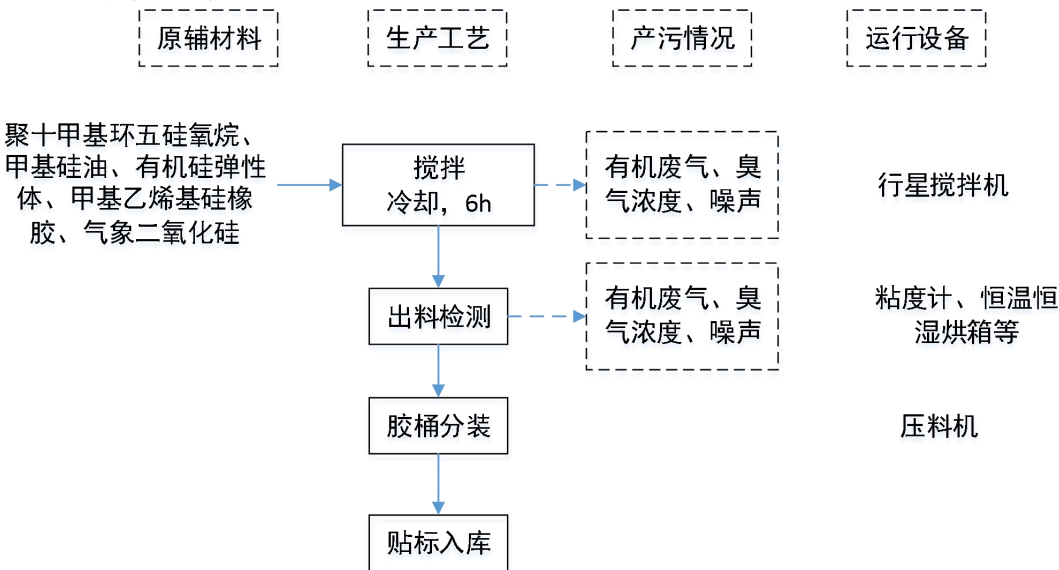 原辅材料
生产工艺
产污情况
运行设备
聚十甲基环五硅氧烷、
甲基硅油、有机硅弹性
体、甲基乙烯基硅橡
胶、气象二氧化硅
搅拌
冷却，6h
有机废气、臭
气浓度、噪声
行星搅拌机
出料检测
有机废气、臭
气浓度、噪声
粘度计、恒温恒
湿烘箱等
胶桶分装
压料机
贴标入库